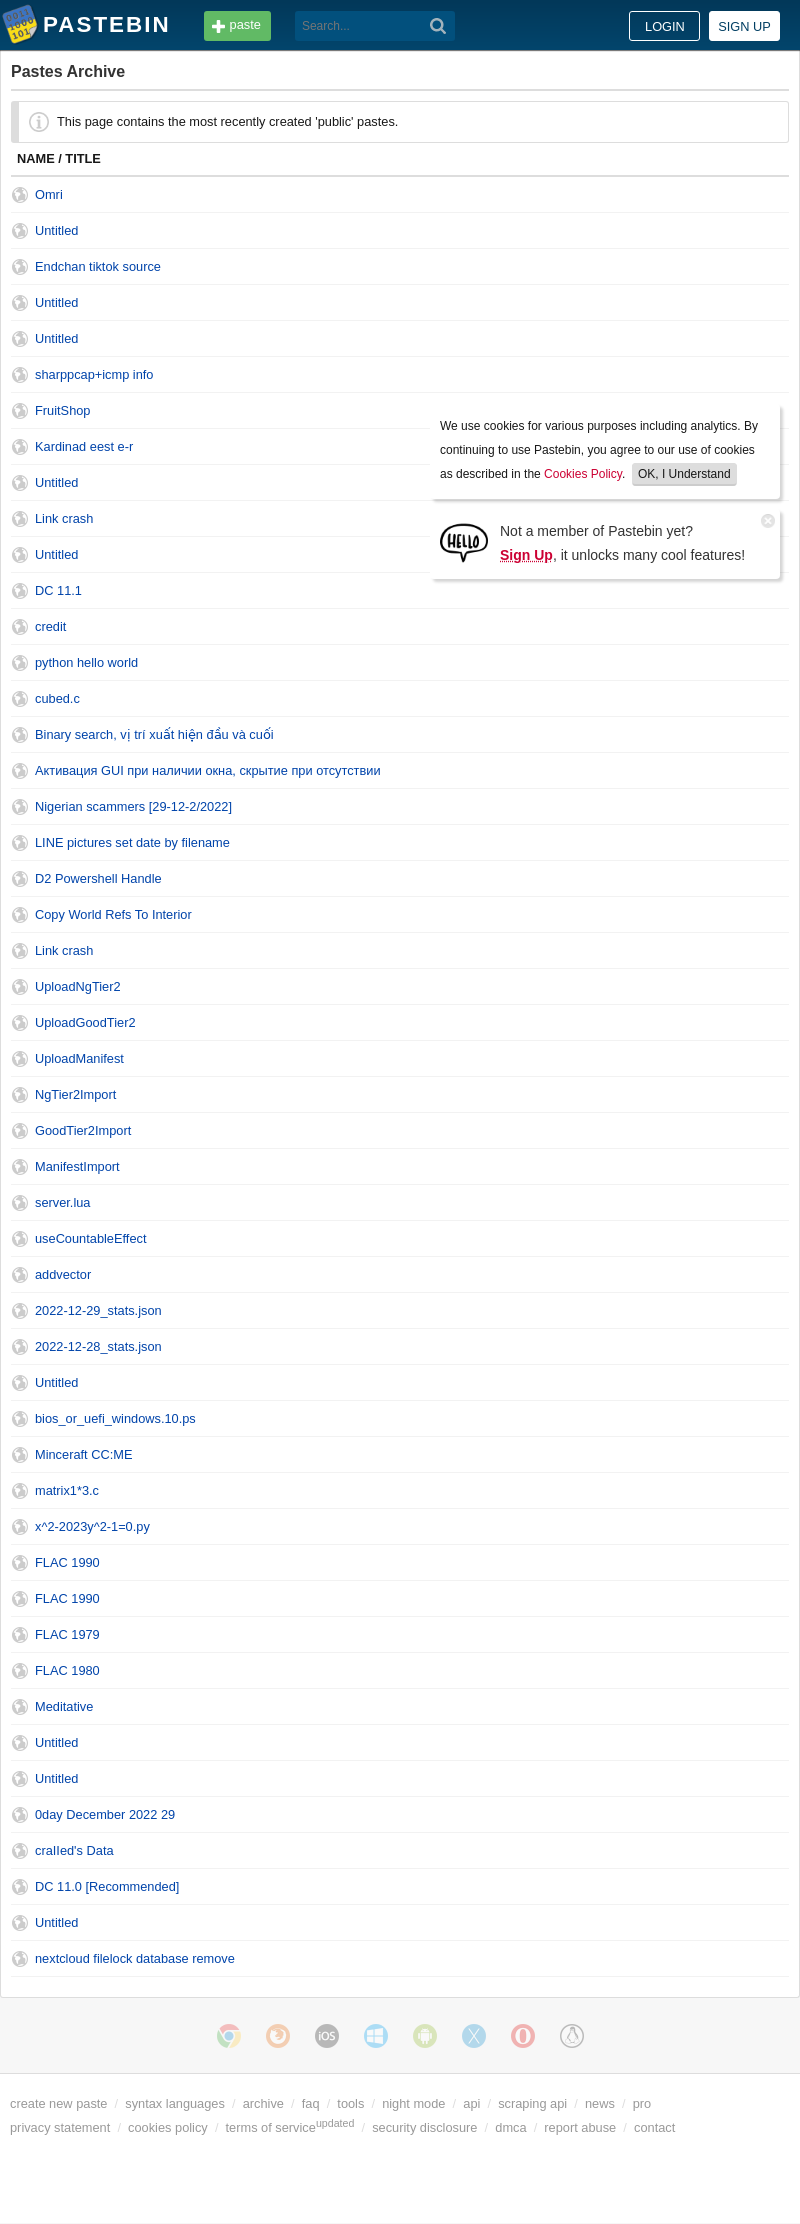 PASTEBIN paste Search... LOGIN SIGN UP
Pastes Archive
This page contains the most recently created 'public' pastes.
NAME / TITLE
Omri
Untitled
Endchan tiktok source
Untitled
Untitled
sharppcap+icmp info
FruitShop
Kardinad eest e-r
Untitled
Link crash
Untitled
We use cookies for various purposes including analytics. By
continuing to use Pastebin, you agree to our use of cookies
as described in the Cookies Policy. OK, I Understand
HELLO
Not a member of Pastebin yet?
Sign Up, it unlocks many cool features!
DC 11.1
credit
python hello world
cubed.c
Binary search, vị trí xuất hiện đầu và cuối
Активация GUI при наличии окна, скрытие при отсутствии
Nigerian scammers [29-12-2/2022]
LINE pictures set date by filename
D2 Powershell Handle
Copy World Refs To Interior
Link crash
UploadNgTier2
UploadGoodTier2
UploadManifest
NgTier2Import
GoodTier2Import
ManifestImport
server.lua
useCountableEffect
addvector
2022-12-29_stats.json
2022-12-28_stats.json
Untitled
bios_or_uefi_windows.10.ps
Minceraft CC:ME
matrix1*3.c
x^2-2023y^2-1=0.py
FLAC 1990
FLAC 1990
FLAC 1979
FLAC 1980
Meditative
Untitled
Untitled
0day December 2022 29
craIIed's Data
DC 11.0 [Recommended]
Untitled
nextcloud filelock database remove
iOS
create new paste / syntax languages / archive / faq / tools / night mode / api / scraping api / news / pro
privacy statement / cookies policy / terms of serviceupdated / security disclosure / dmca / report abuse / contact